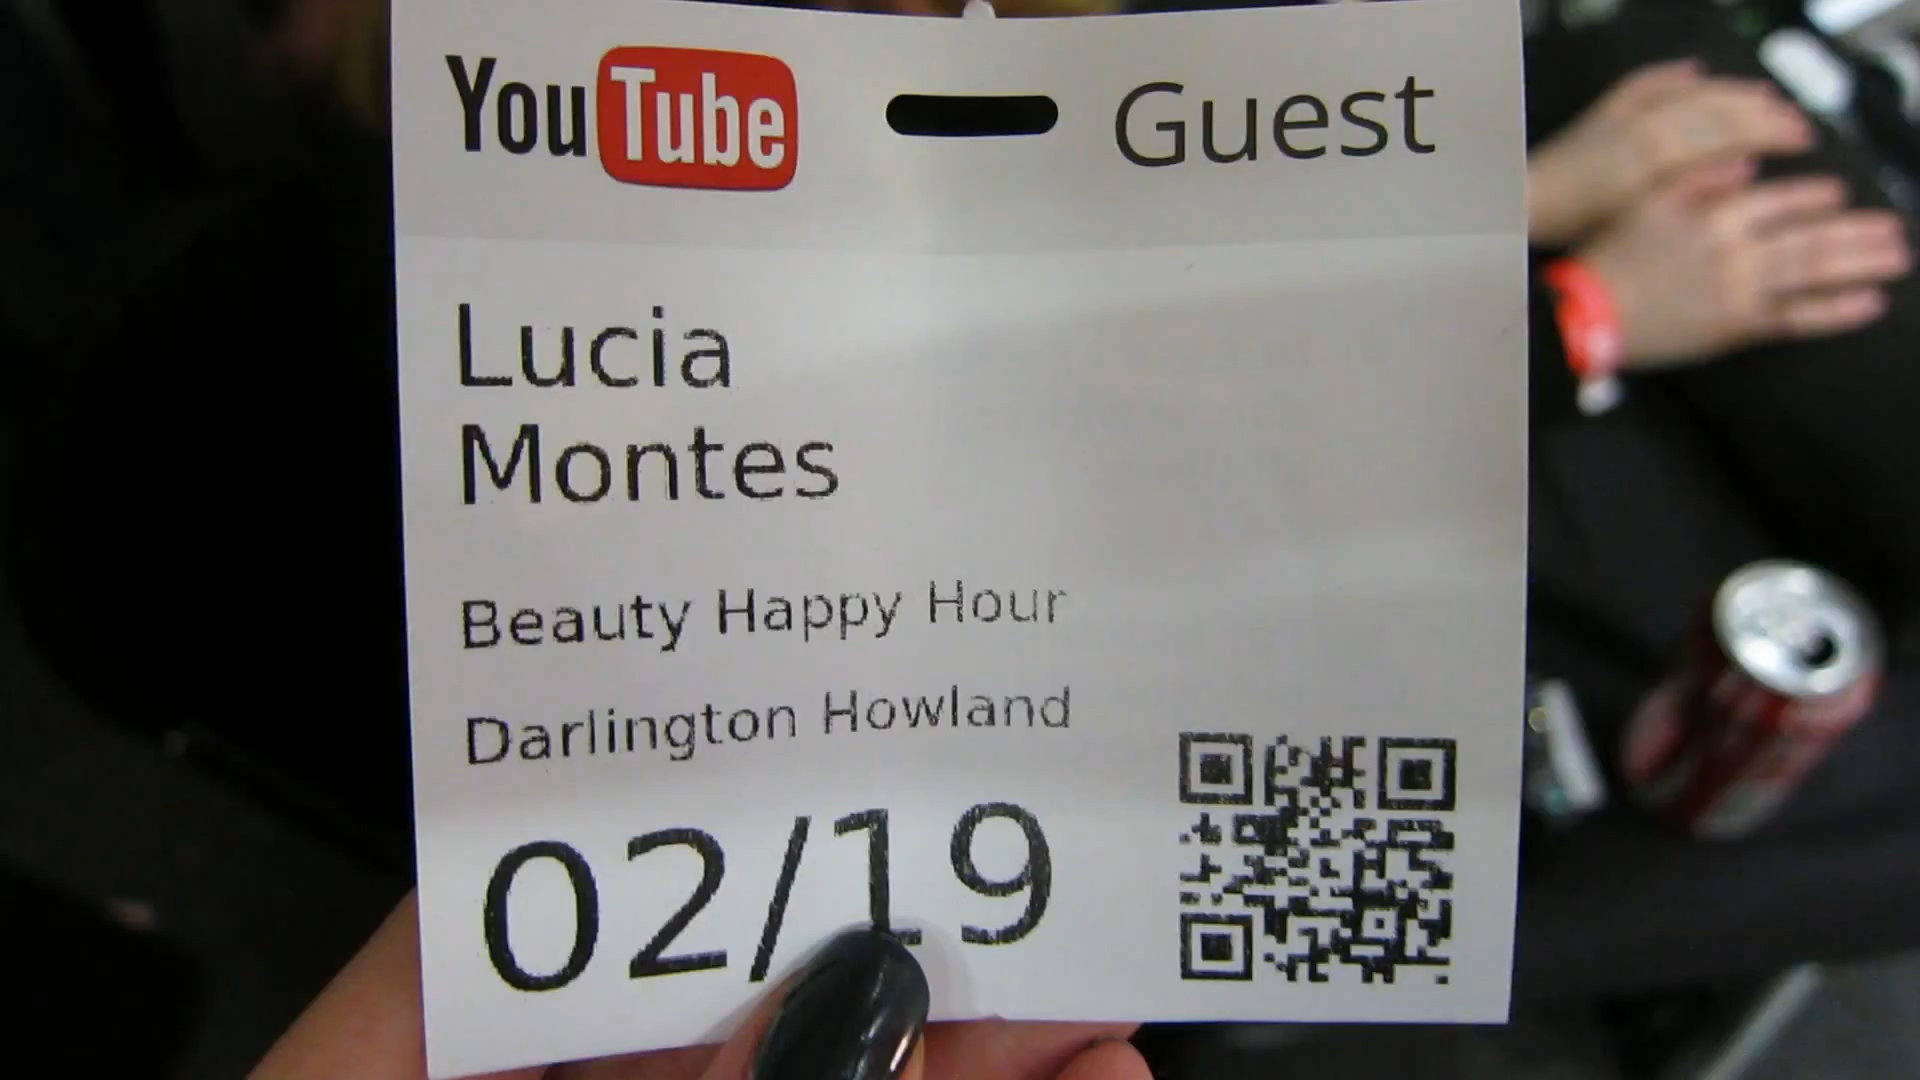 YouTube Guest
Lucia
Montes
Beauty Happy Hour
Darlington Howland
02/19